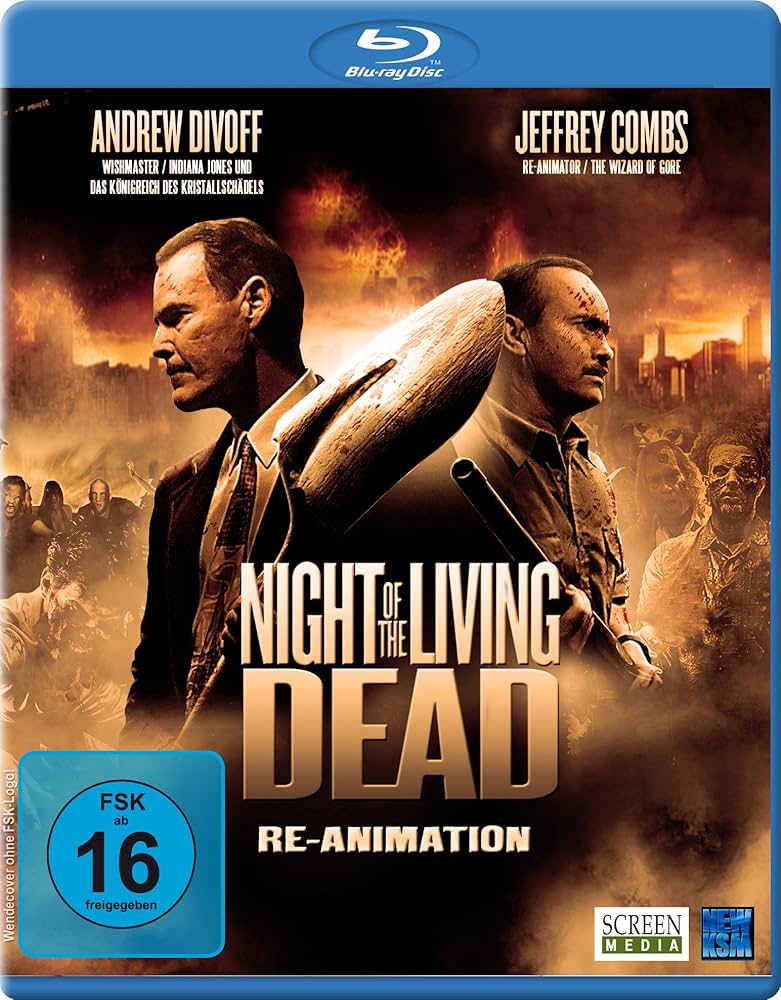 Blu-ray Disc™
ANDREW DIVOFF
WISHMASTER / INDIANA JONES UND
DAS KÖNIGREICH DES KRISTALLSCHÄDELS
JEFFREY COMBS
RE-ANIMATOR / THE WIZARD OF GORE
NIGHT OF THE LIVING
DEAD
RE-ANIMATION
Wendecover ohne FSK-Logo!
FSK
ab
16
freigegeben
SCREEN
MEDIA
NEW
KSM